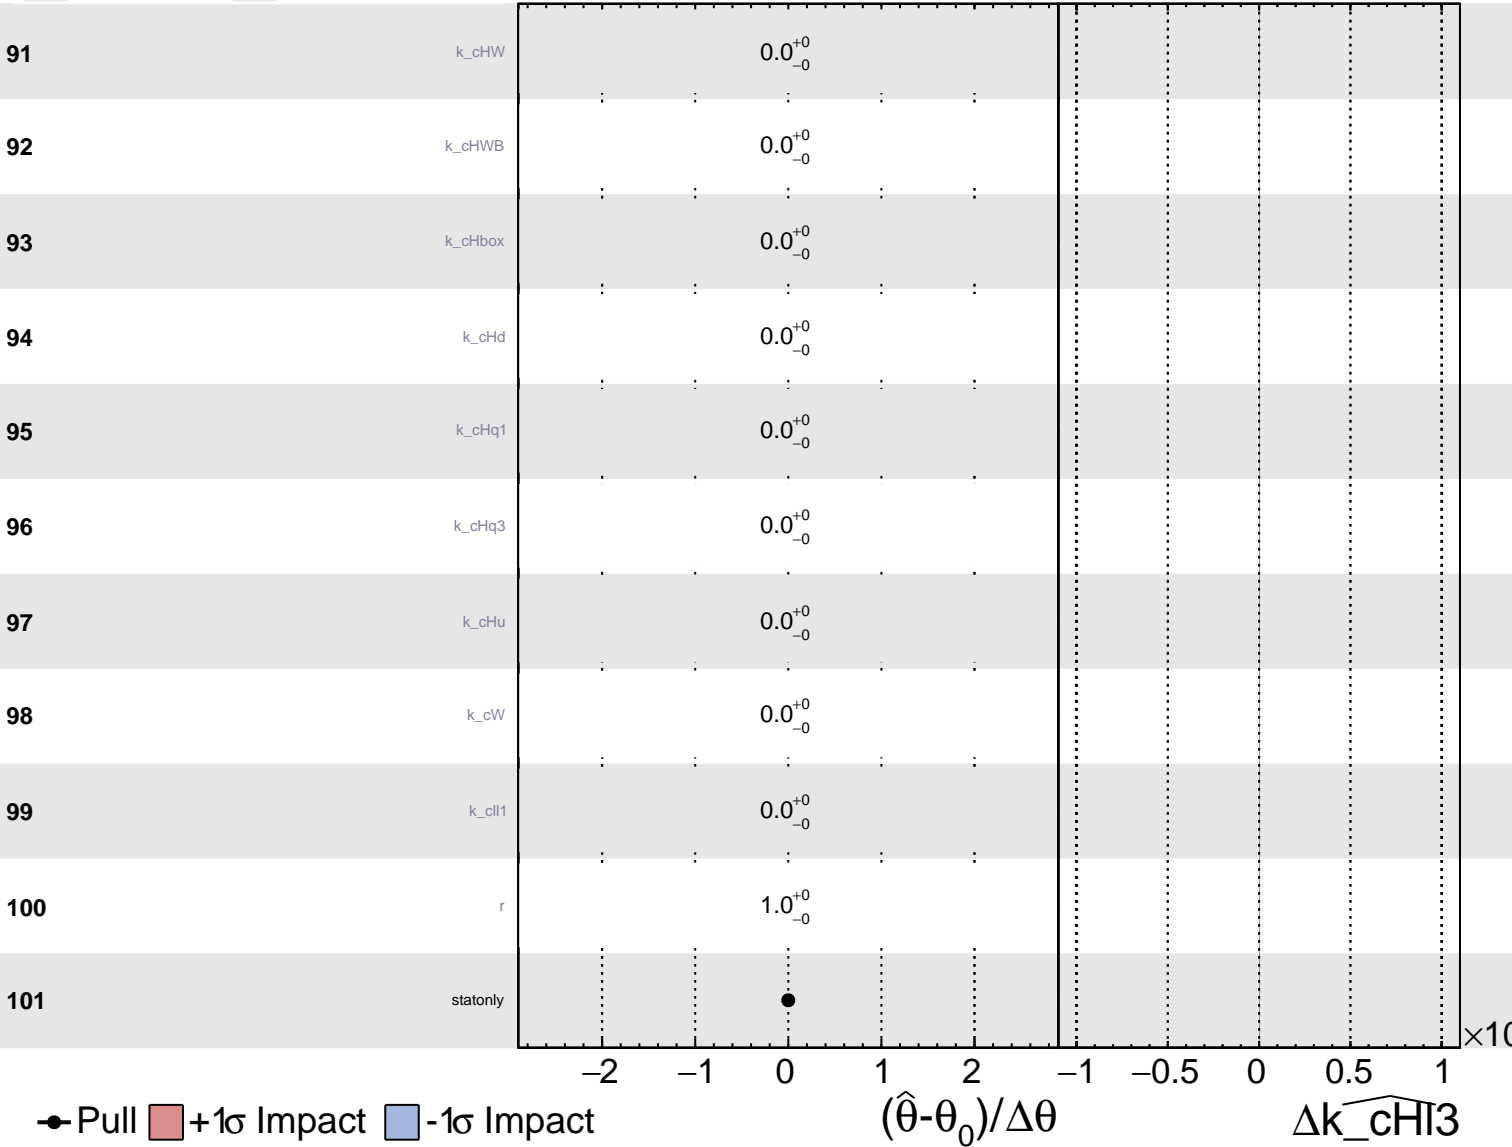 91 k_cHW 0.0 +0 −0
92 k_cHWB 0.0 +0 −0
93 k_cHbox 0.0 +0 −0
94 k_cHd 0.0 +0 −0
95 k_cHq1 0.0 +0 −0
96 k_cHq3 0.0 +0 −0
97 k_cHu 0.0 +0 −0
98 k_cW 0.0 +0 −0
99 k_cll1 0.0 +0 −0
100 r 1.0 +0 −0
101 statonly
×10
−2 −1 0 1 2 −1 −0.5 0 0.5 1
Pull +1σ Impact -1σ Impact (θ̂-θ₀)/Δθ Δk_cHl3